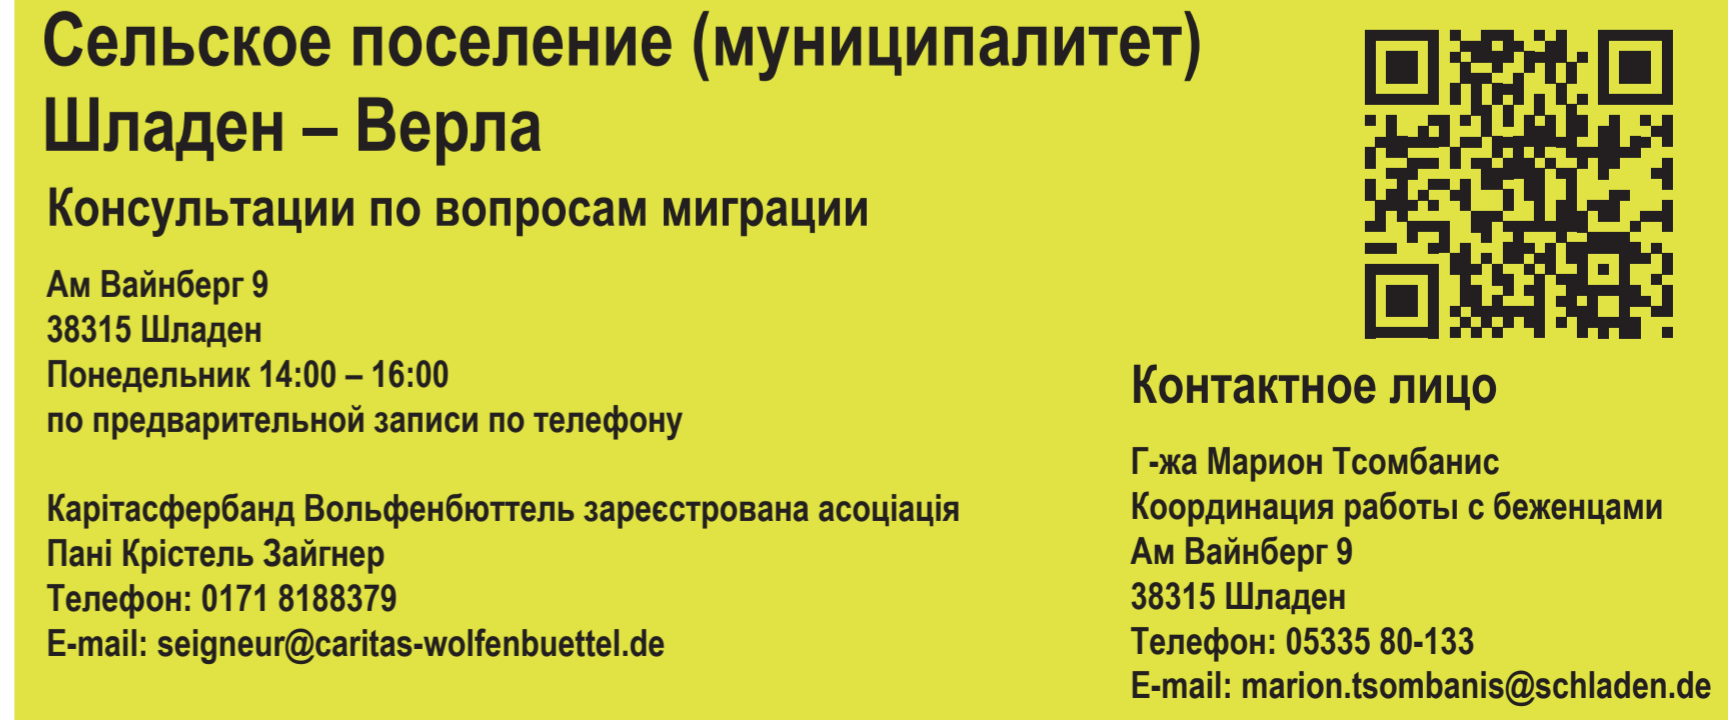 Сельское поселение (муниципалитет)
Шладен – Верла
Консультации по вопросам миграции
Ам Вайнберг 9
38315 Шладен
Понедельник 14:00 – 16:00
по предварительной записи по телефону
Карітасфербанд Вольфенбюттель зареєстрована асоціація
Пані Крістель Зайгнер
Телефон: 0171 8188379
E-mail: seigneur@caritas-wolfenbuettel.de
Контактное лицо
Г-жа Марион Тсомбанис
Координация работы с беженцами
Ам Вайнберг 9
38315 Шладен
Телефон: 05335 80-133
E-mail: marion.tsombanis@schladen.de